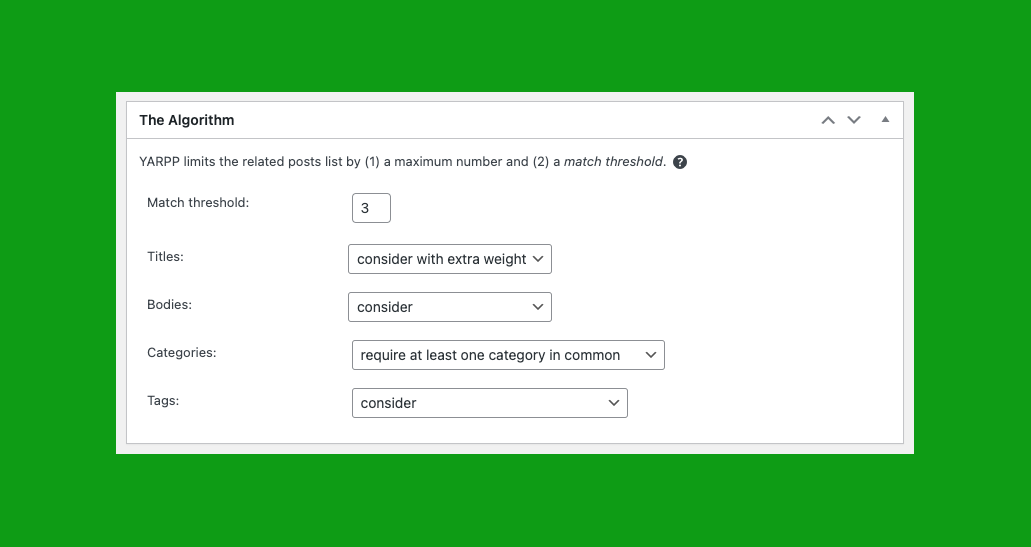 The Algorithm
YARPP limits the related posts list by (1) a maximum number and (2) a match threshold. ?
Match threshold: 3
Titles: consider with extra weight
Bodies: consider
Categories: require at least one category in common
Tags: consider